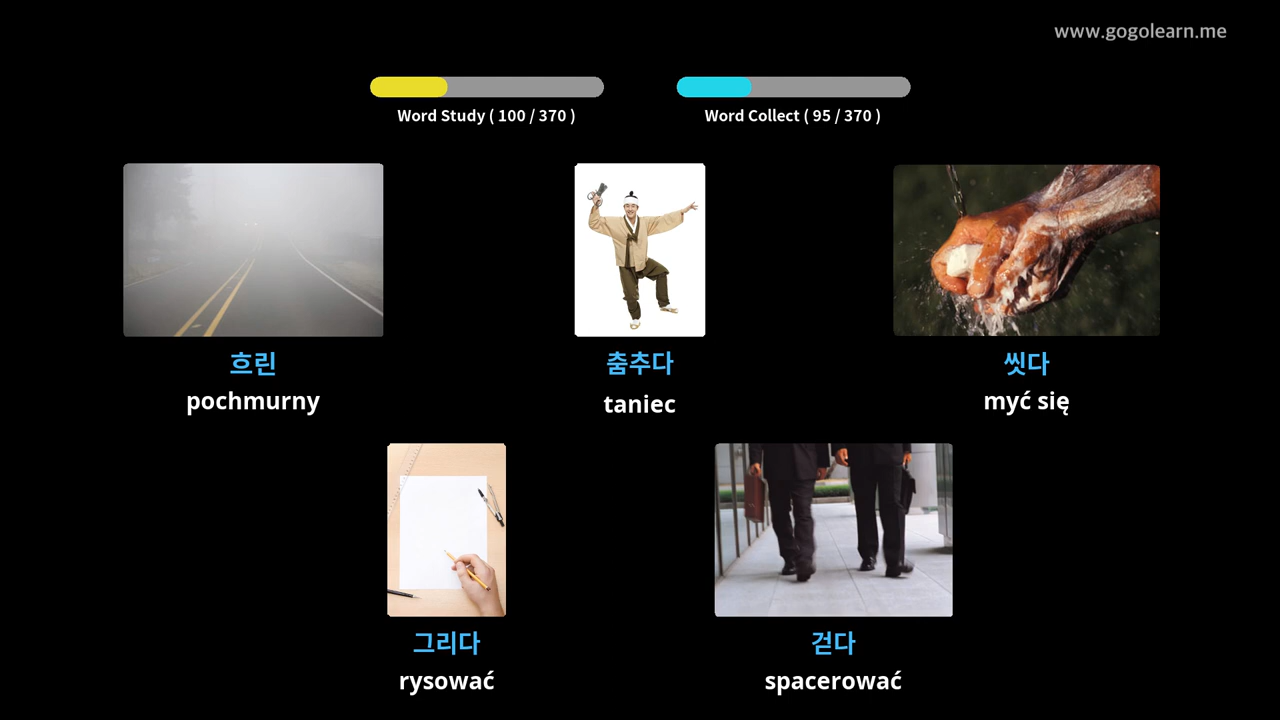 www.gogolearn.me
Word Study ( 100 / 370 )
Word Collect ( 95 / 370 )
흐린
pochmurny
춤추다
taniec
씻다
myć się
그리다
rysować
걷다
spacerować